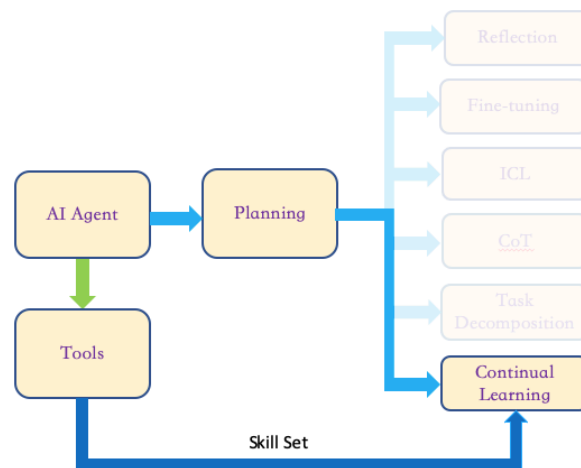 Reflection
Fine-tuning
ICL
AI Agent
Planning
CoT
Task
Decomposition
Tools
Continual
Learning
Skill Set